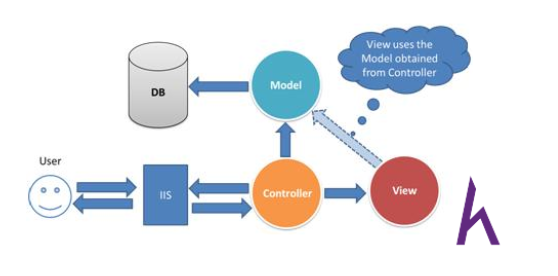 View uses the
Model obtained
from Controller
DB
Model
User
IIS
Controller
View